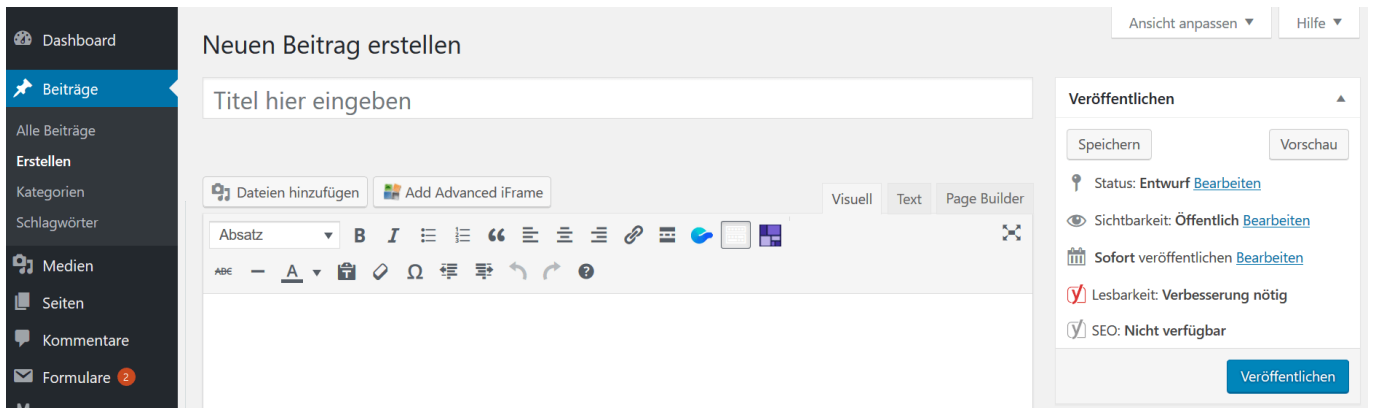 Dashboard
Beiträge
Alle Beiträge
Erstellen
Kategorien
Schlagwörter
Medien
Seiten
Kommentare
Formulare 2
Ansicht anpassen ▼
Hilfe ▼
Neuen Beitrag erstellen
Titel hier eingeben
Dateien hinzufügen
Add Advanced iFrame
Visuell
Text
Page Builder
Absatz
B I
ABC A Ω
Veröffentlichen
Speichern
Vorschau
Status: Entwurf Bearbeiten
Sichtbarkeit: Öffentlich Bearbeiten
Sofort veröffentlichen Bearbeiten
Lesbarkeit: Verbesserung nötig
SEO: Nicht verfügbar
Veröffentlichen